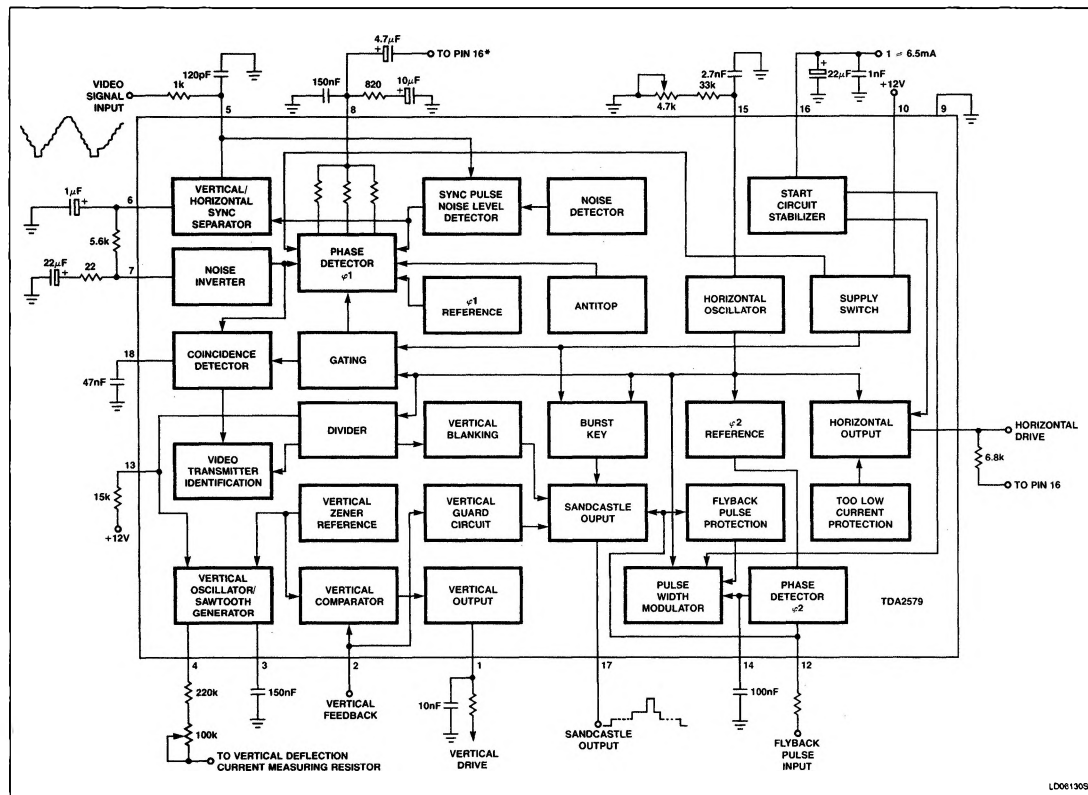 4.7μF
TO PIN 16*
1 = 6.5mA
120pF
150nF
820
10μF
2.7nF
33k
4.7k
22μF
1nF
+12V
1k
VIDEO
SIGNAL
INPUT
5
8
15
16
10
9
1μF
6
5.6k
22μF
22
7
VERTICAL/
HORIZONTAL
SYNC
SEPARATOR
SYNC PULSE
NOISE LEVEL
DETECTOR
NOISE
DETECTOR
START
CIRCUIT
STABILIZER
NOISE
INVERTER
PHASE
DETECTOR
φ1
φ1
REFERENCE
ANTITOP
HORIZONTAL
OSCILLATOR
SUPPLY
SWITCH
18
47nF
COINCIDENCE
DETECTOR
GATING
DIVIDER
VERTICAL
BLANKING
BURST
KEY
φ2
REFERENCE
HORIZONTAL
OUTPUT
HORIZONTAL
DRIVE
6.8k
TO PIN 16
13
15k
+12V
VIDEO
TRANSMITTER
IDENTIFICATION
VERTICAL
ZENER
REFERENCE
VERTICAL
GUARD
CIRCUIT
SANDCASTLE
OUPUT
FLYBACK
PULSE
PROTECTION
TOO LOW
CURRENT
PROTECTION
VERTICAL
OSCILLATOR/
SAWTOOTH
GENERATOR
VERTICAL
COMPARATOR
VERTICAL
OUTPUT
PULSE
WIDTH
MODULATOR
PHASE
DETECTOR
φ2
TDA2579
4
3
2
1
17
14
12
220k
150nF
100k
VERTICAL
FEEDBACK
10nF
VERTICAL
DRIVE
SANDCASTLE
OUTPUT
100nF
FLYBACK
PULSE
INPUT
TO VERTICAL DEFLECTION
CURRENT MEASURING RESISTOR
LD06130S